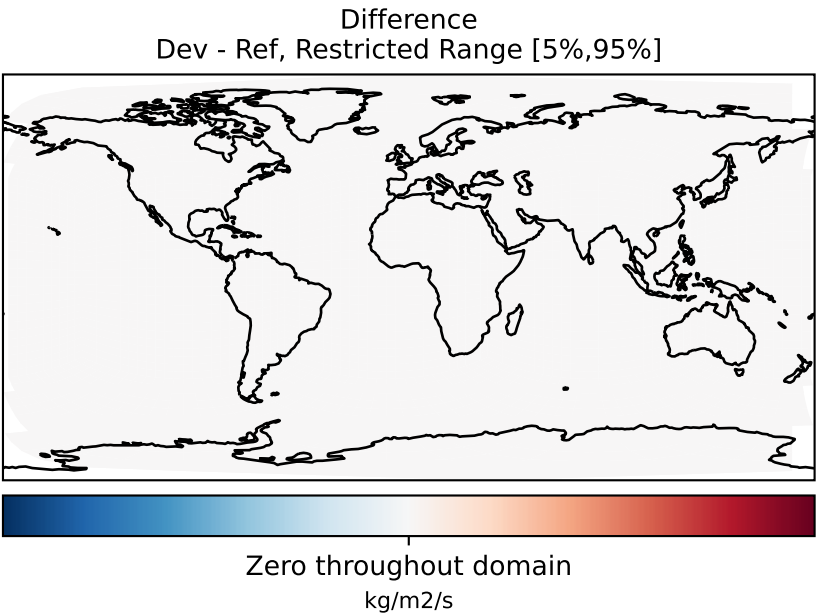 Difference
Dev - Ref, Restricted Range [5%,95%]
Zero throughout domain
kg/m2/s